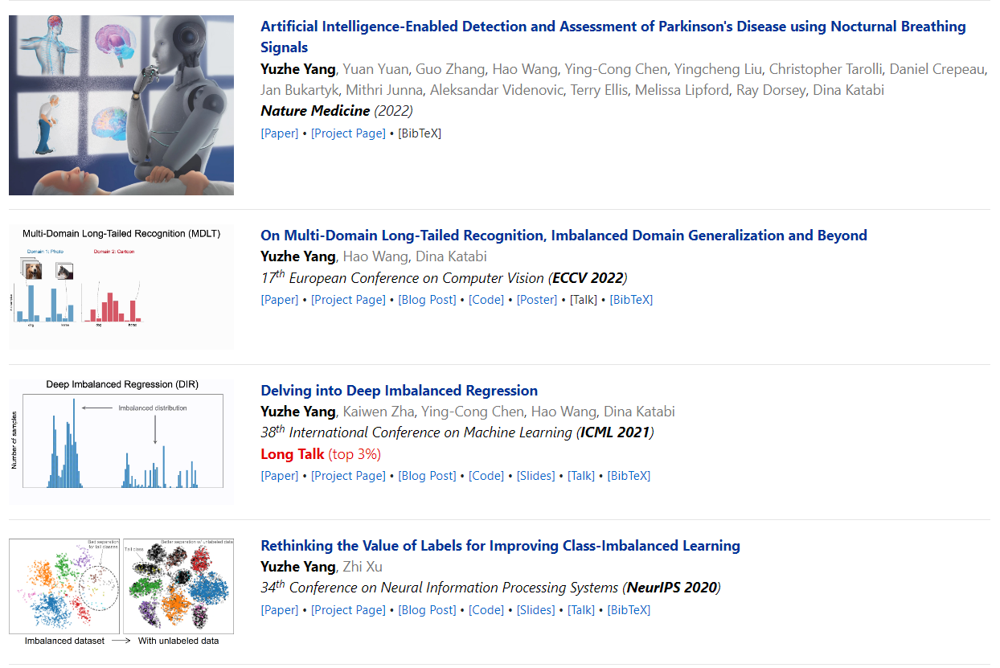 Artificial Intelligence-Enabled Detection and Assessment of Parkinson's Disease using Nocturnal Breathing
Signals
Yuzhe Yang, Yuan Yuan, Guo Zhang, Hao Wang, Ying-Cong Chen, Yingcheng Liu, Christopher Tarolli, Daniel Crepeau,
Jan Bukartyk, Mithri Junna, Aleksandar Videnovic, Terry Ellis, Melissa Lipford, Ray Dorsey, Dina Katabi
Nature Medicine (2022)
[Paper] • [Project Page] • [BibTeX]
Multi-Domain Long-Tailed Recognition (MDLT)
Domain 1: Photo Domain 2: Cartoon
dog horse dog horse
On Multi-Domain Long-Tailed Recognition, Imbalanced Domain Generalization and Beyond
Yuzhe Yang, Hao Wang, Dina Katabi
17th European Conference on Computer Vision (ECCV 2022)
[Paper] • [Project Page] • [Blog Post] • [Code] • [Poster] • [Talk] • [BibTeX]
Deep Imbalanced Regression (DIR)
Imbalanced distribution
Number of samples
Delving into Deep Imbalanced Regression
Yuzhe Yang, Kaiwen Zha, Ying-Cong Chen, Hao Wang, Dina Katabi
38th International Conference on Machine Learning (ICML 2021)
Long Talk (top 3%)
[Paper] • [Project Page] • [Blog Post] • [Code] • [Slides] • [Talk] • [BibTeX]
Bad separation
for tail classes
Better separation w/ unlabeled data
Tail class
Imbalanced dataset → With unlabeled data
Rethinking the Value of Labels for Improving Class-Imbalanced Learning
Yuzhe Yang, Zhi Xu
34th Conference on Neural Information Processing Systems (NeurIPS 2020)
[Paper] • [Project Page] • [Blog Post] • [Code] • [Slides] • [Talk] • [BibTeX]